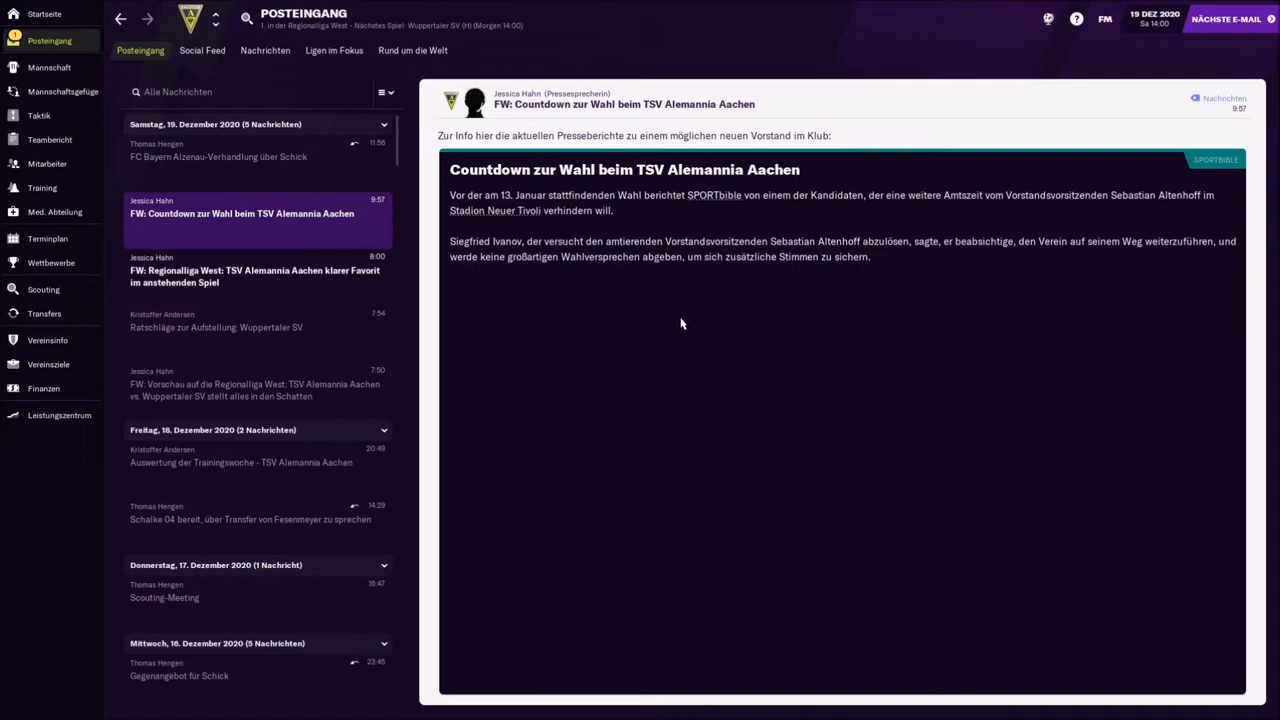 Startseite
1
Posteingang
Mannschaft
Mannschaftsgefüge
Taktik
Teambericht
Mitarbeiter
Training
Med. Abteilung
Terminplan
Wettbewerbe
Scouting
Transfers
Vereinsinfo
Vereinsziele
Finanzen
Leistungszentrum
POSTEINGANG
1. in der Regionalliga West - Nächstes Spiel: Wuppertaler SV (H) (Morgen 14:00)
?
FM
19 DEZ 2020
Sa 14:00
NÄCHSTE E-MAIL
Posteingang
Social Feed
Nachrichten
Ligen im Fokus
Rund um die Welt
Alle Nachrichten
Samstag, 19. Dezember 2020 (5 Nachrichten)
Thomas Hengen 11:56
FC Bayern Alzenau-Verhandlung über Schick
Jessica Hahn 9:57
FW: Countdown zur Wahl beim TSV Alemannia Aachen
Jessica Hahn 8:00
FW: Regionalliga West: TSV Alemannia Aachen klarer Favorit
im anstehenden Spiel
Kristoffer Andersen 7:54
Ratschläge zur Aufstellung: Wuppertaler SV
Jessica Hahn 7:50
FW: Vorschau auf die Regionalliga West: TSV Alemannia Aachen
vs. Wuppertaler SV stellt alles in den Schatten
Freitag, 18. Dezember 2020 (2 Nachrichten)
Kristoffer Andersen 20:49
Auswertung der Trainingswoche - TSV Alemannia Aachen
Thomas Hengen 14:29
Schalke 04 bereit, über Transfer von Fesenmeyer zu sprechen
Donnerstag, 17. Dezember 2020 (1 Nachricht)
Thomas Hengen 16:47
Scouting-Meeting
Mittwoch, 16. Dezember 2020 (5 Nachrichten)
Thomas Hengen 23:45
Gegenangebot für Schick
Jessica Hahn (Pressesprecherin)
FW: Countdown zur Wahl beim TSV Alemannia Aachen
Nachrichten
9:57
Zur Info hier die aktuellen Presseberichte zu einem möglichen neuen Vorstand im Klub:
SPORTBIBLE
Countdown zur Wahl beim TSV Alemannia Aachen
Vor der am 13. Januar stattfindenden Wahl berichtet SPORTbible von einem der Kandidaten, der eine weitere Amtszeit vom Vorstandsvorsitzenden Sebastian Altenhoff im
Stadion Neuer Tivoli verhindern will.
Siegfried Ivanov, der versucht den amtierenden Vorstandsvorsitzenden Sebastian Altenhoff abzulösen, sagte, er beabsichtige, den Verein auf seinem Weg weiterzuführen, und
werde keine großartigen Wahlversprechen abgeben, um sich zusätzliche Stimmen zu sichern.